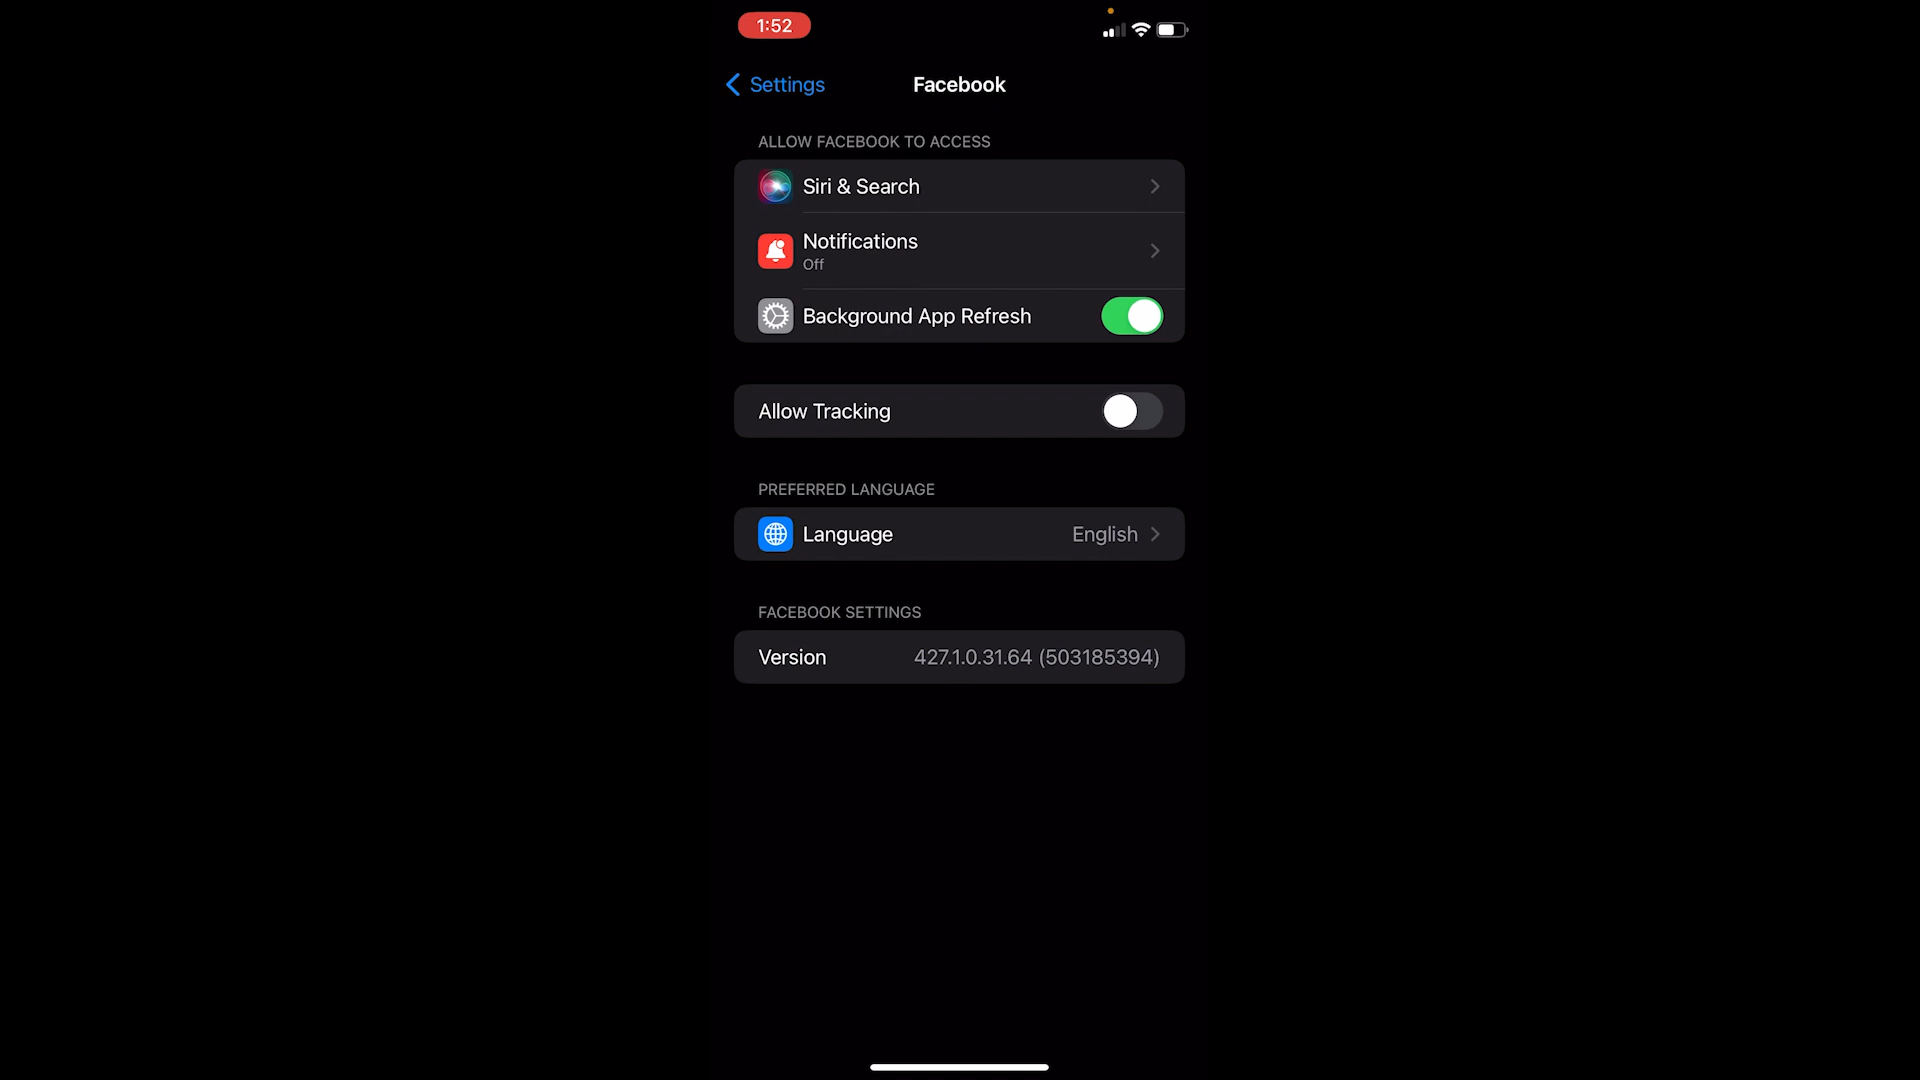 1:52
Settings
Facebook
ALLOW FACEBOOK TO ACCESS
Siri & Search
Notifications
Off
Background App Refresh
Allow Tracking
PREFERRED LANGUAGE
Language English
FACEBOOK SETTINGS
Version 427.1.0.31.64 (503185394)